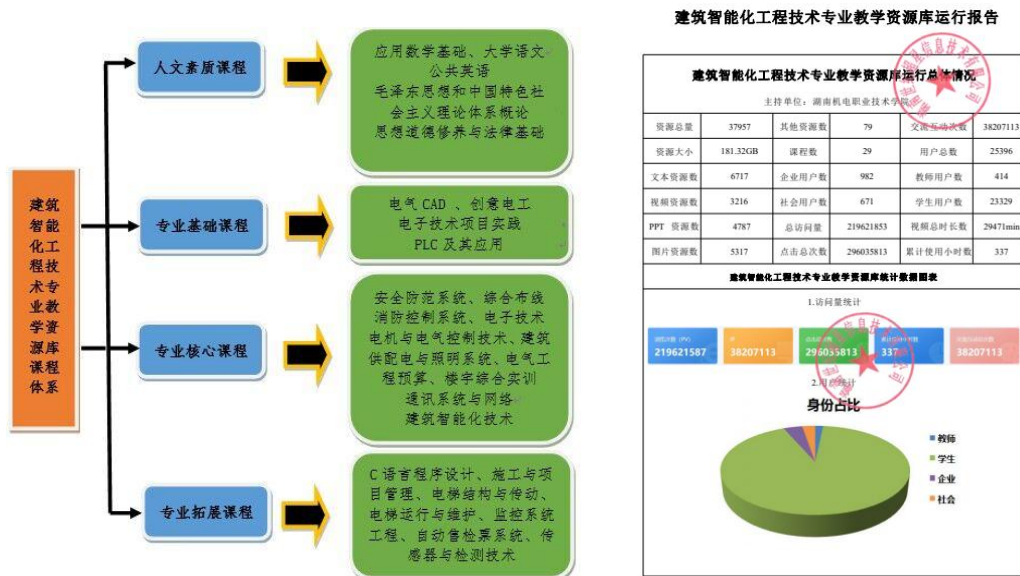 建筑
智能
化工
程技
术专
业教
学资
源库
课程
体系
人文素质课程
应用数学基础、大学语文
公共英语
毛泽东思想和中国特色社
会主义理论体系概论
思想道德修养与法律基础
专业基础课程
电气 CAD 、创意电工
电子技术项目实践
PLC 及其应用
专业核心课程
安全防范系统、综合布线
消防控制系统、电子技术
电机与电气控制技术、建筑
供配电与照明系统、电气工
程预算、楼宇综合实训
通讯系统与网络
建筑智能化技术
专业拓展课程
C 语言程序设计、施工与项
目管理、电梯结构与传动、
电梯运行与维护、监控系统
工程、自动售检票系统、传
感器与检测技术
建筑智能化工程技术专业教学资源库运行报告
建筑智能化工程技术专业教学资源库运行总体情况
主持单位：湖南机电职业技术学院
资源总量 37957 其他资源数 79 交流互动次数 38207113
资源大小 181.32GB 课程数 29 用户总数 25396
文本资源数 6717 企业用户数 982 教师用户数 414
视频资源数 3216 社会用户数 671 学生用户数 23329
PPT 资源数 4787 总访问量 219621853 视频总时长数 29471min
图片资源数 5317 点击总次数 296035813 累计使用小时数 337
建筑智能化工程技术专业教学资源库统计数据图表
1.访问量统计
219621587 38207113 296035813 337 38207113
2.用户统计
身份占比
教师
学生
企业
社会